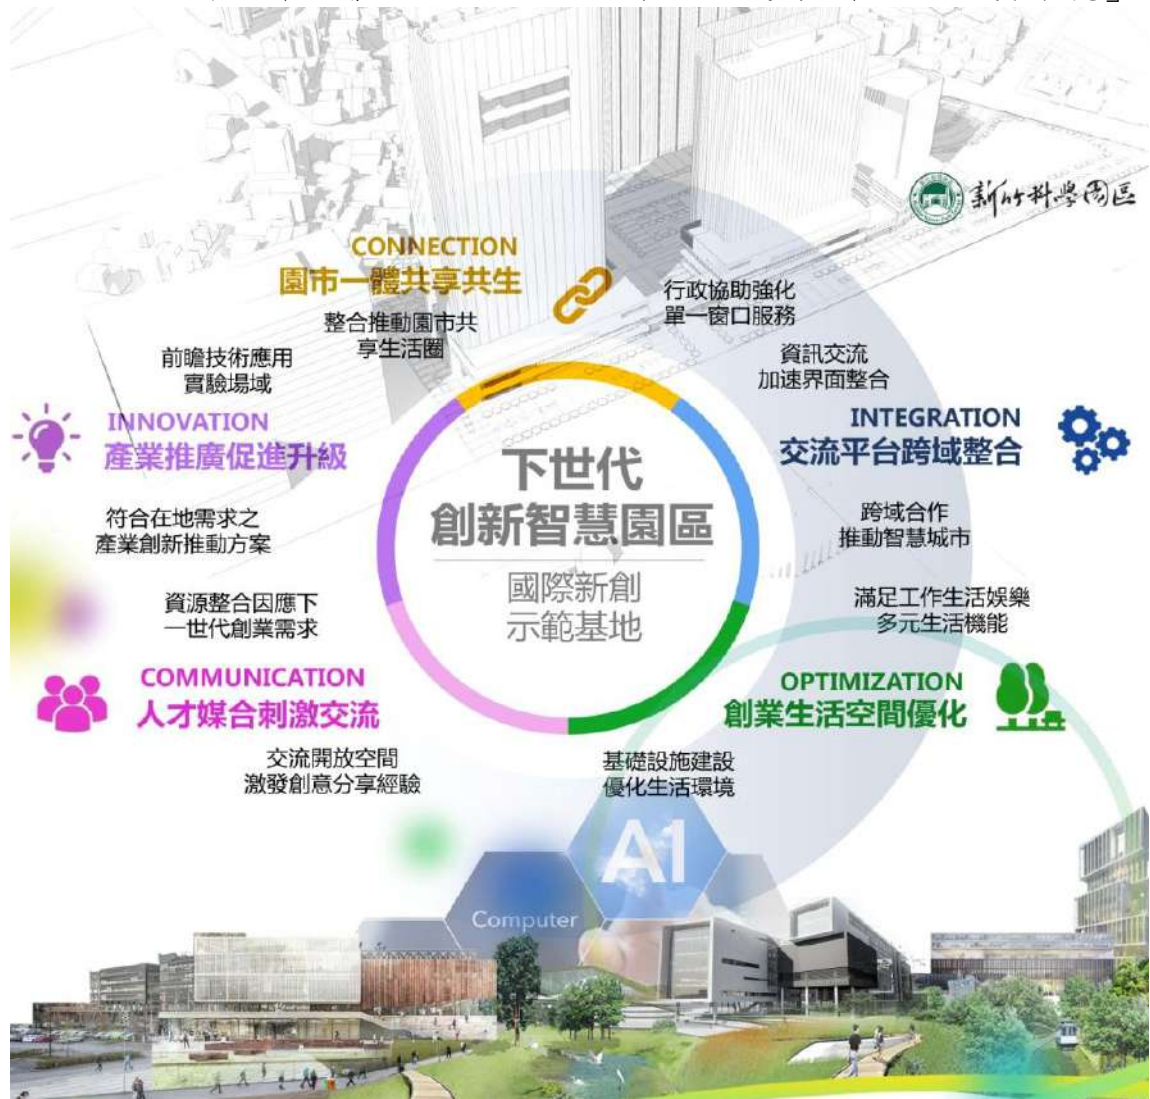 新竹科學園區
CONNECTION
園市一體共享共生
整合推動園市共
享生活圈
行政協助強化
單一窗口服務
前瞻技術應用
實驗場域
資訊交流
加速界面整合
INNOVATION
產業推廣促進升級
INTEGRATION
交流平台跨域整合
下世代
創新智慧園區
國際新創
示範基地
符合在地需求之
產業創新推動方案
跨域合作
推動智慧城市
資源整合因應下
一世代創業需求
滿足工作生活娛樂
多元生活機能
COMMUNICATION
人才媒合刺激交流
OPTIMIZATION
創業生活空間優化
交流開放空間
激發創意分享經驗
基礎設施建設
優化生活環境
AI
Computer